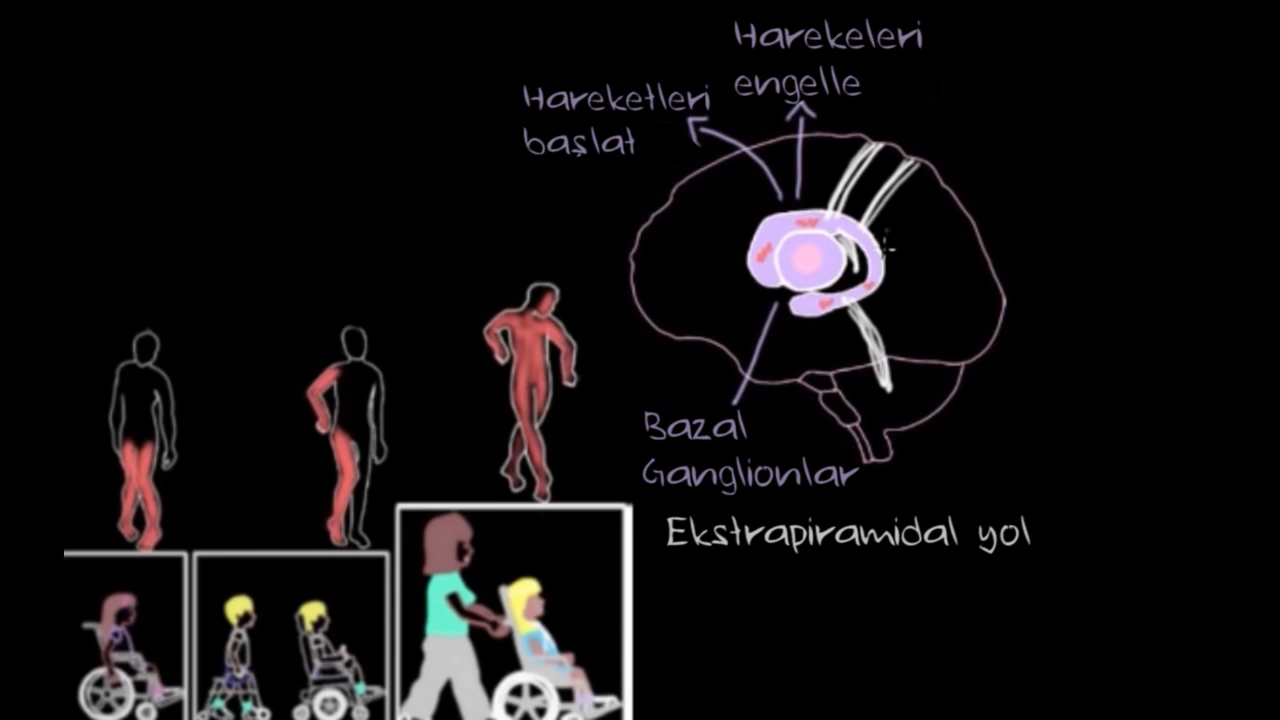 Harekeleri
engelle
Hareketleri
başlat
Bazal
Ganglionlar
Ekstrapiramidal yol